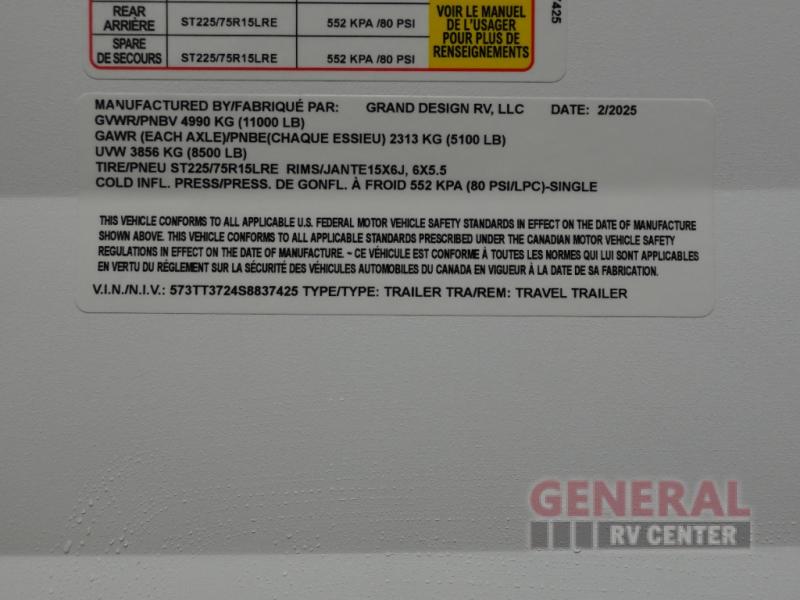 REAR
ARRIÈRE
ST225/75R15LRE
552 KPA /80 PSI
SPARE
DE SECOURS
ST225/75R15LRE
552 KPA /80 PSI
VOIR LE MANUEL
DE L'USAGER
POUR PLUS DE
RENSEIGNEMENTS
7425
MANUFACTURED BY/FABRIQUÉ PAR: GRAND DESIGN RV, LLC DATE: 2/2025
GVWR/PNBV 4990 KG (11000 LB)
GAWR (EACH AXLE)/PNBE(CHAQUE ESSIEU) 2313 KG (5100 LB)
UVW 3856 KG (8500 LB)
TIRE/PNEU ST225/75R15LRE RIMS/JANTE15X6J, 6X5.5
COLD INFL. PRESS/PRESS. DE GONFL. À FROID 552 KPA (80 PSI/LPC)-SINGLE
THIS VEHICLE CONFORMS TO ALL APPLICABLE U.S. FEDERAL MOTOR VEHICLE SAFETY STANDARDS IN EFFECT ON THE DATE OF MANUFACTURE
SHOWN ABOVE. THIS VEHICLE CONFORMS TO ALL APPLICABLE STANDARDS PRESCRIBED UNDER THE CANADIAN MOTOR VEHICLE SAFETY
REGULATIONS IN EFFECT ON THE DATE OF MANUFACTURE. ~ CE VÉHICULE EST CONFORME À TOUTES LES NORMES QUI LUI SONT APPLICABLES
EN VERTU DU RÉGLEMENT SUR LA SÉCURITÉ DES VÉHICULES AUTOMOBILES DU CANADA EN VIGUEUR À LA DATE DE SA FABRICATION.
V.I.N./N.I.V.: 573TT3724S8837425 TYPE/TYPE: TRAILER TRA/REM: TRAVEL TRAILER
GENERAL
RV CENTER